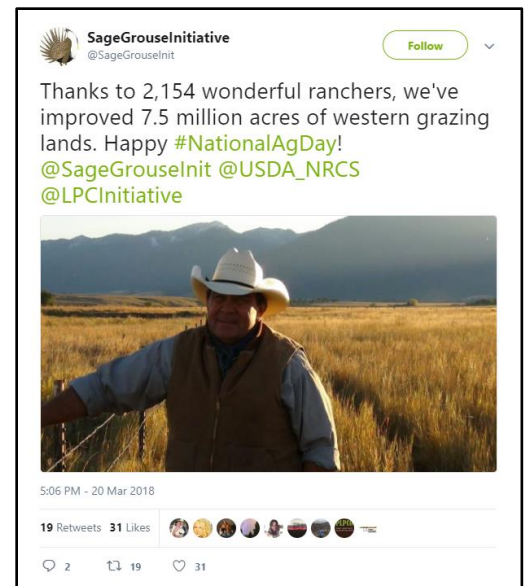 SageGrouseInitiative
@SageGrouseInit
Follow
Thanks to 2,154 wonderful ranchers, we've
improved 7.5 million acres of western grazing
lands. Happy #NationalAgDay!
@SageGrouseInit @USDA_NRCS
@LPCInitiative
5:06 PM - 20 Mar 2018
19 Retweets 31 Likes
2 19 31